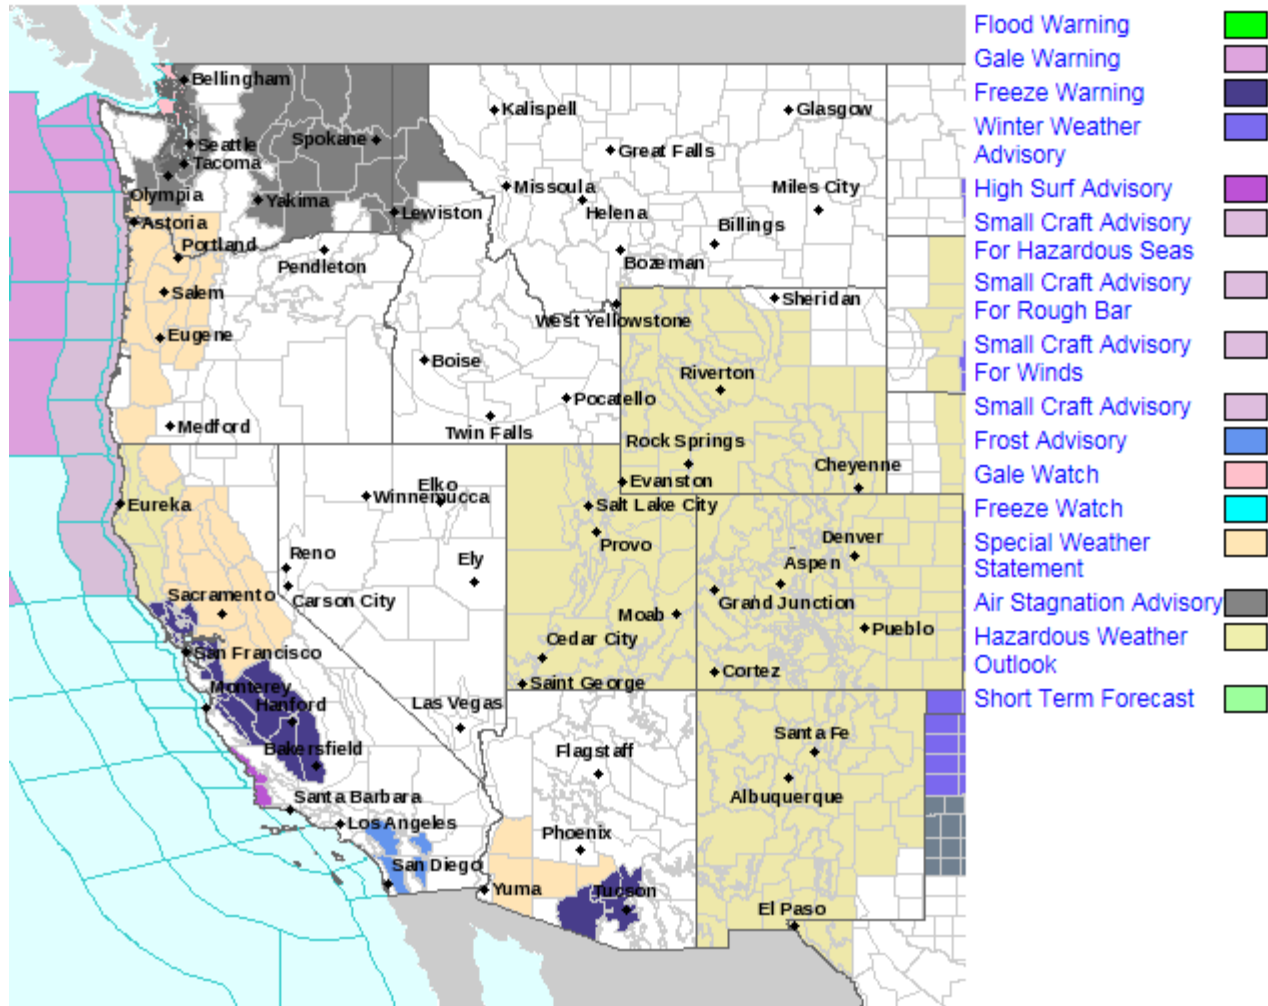 Bellingham
Seattle
Tacoma
Olympia
Spokane
Yakima
Lewiston
Astoria
Portland
Pendleton
Salem
Eugene
Medford
Kalispell
Glasgow
Great Falls
Missoula
Helena
Miles City
Billings
Bozeman
West Yellowstone
Sheridan
Boise
Pocatello
Twin Falls
Riverton
Rock Springs
Evanston
Cheyenne
Eureka
Winnemucca
Elko
Reno
Carson City
Ely
Salt Lake City
Provo
Moab
Cedar City
Saint George
Denver
Aspen
Grand Junction
Pueblo
Cortez
Sacramento
San Francisco
Monterey
Hanford
Bakersfield
Las Vegas
Santa Barbara
Los Angeles
San Diego
Flagstaff
Phoenix
Yuma
Tucson
Santa Fe
Albuquerque
El Paso
Flood Warning
Gale Warning
Freeze Warning
Winter Weather
Advisory
High Surf Advisory
Small Craft Advisory
For Hazardous Seas
Small Craft Advisory
For Rough Bar
Small Craft Advisory
For Winds
Small Craft Advisory
Frost Advisory
Gale Watch
Freeze Watch
Special Weather
Statement
Air Stagnation Advisory
Hazardous Weather
Outlook
Short Term Forecast